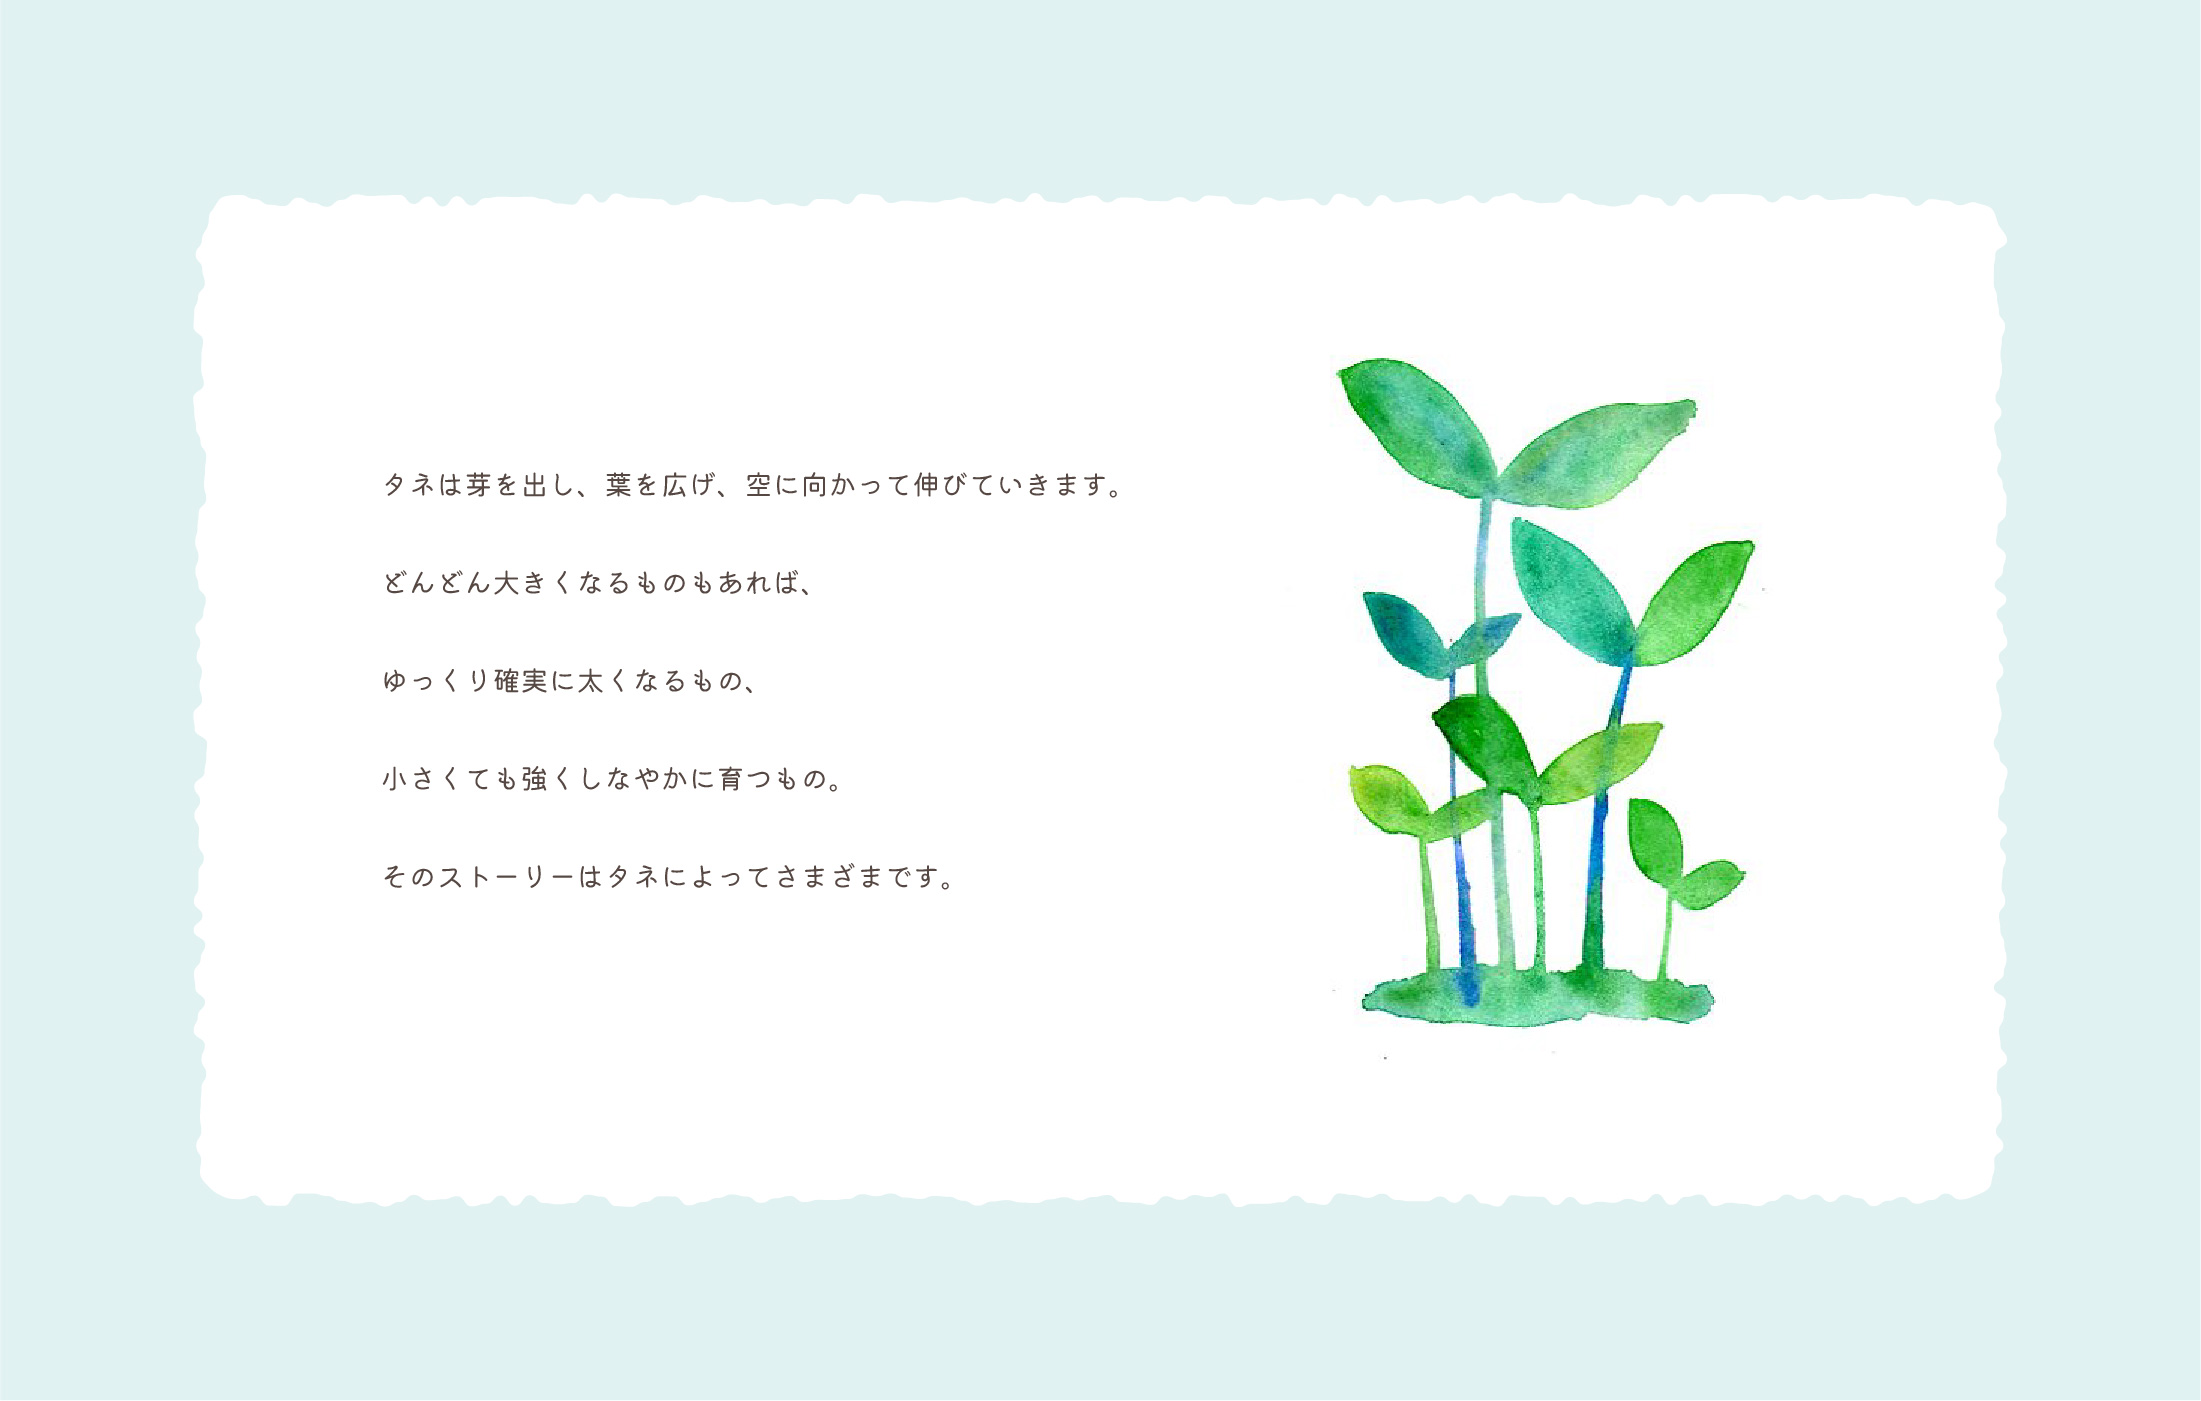 タネは芽を出し、葉を広げ、空に向かって伸びていきます。
どんどん大きくなるものもあれば、
ゆっくり確実に太くなるもの、
小さくても強くしなやかに育つもの。
そのストーリーはタネによってさまざまです。